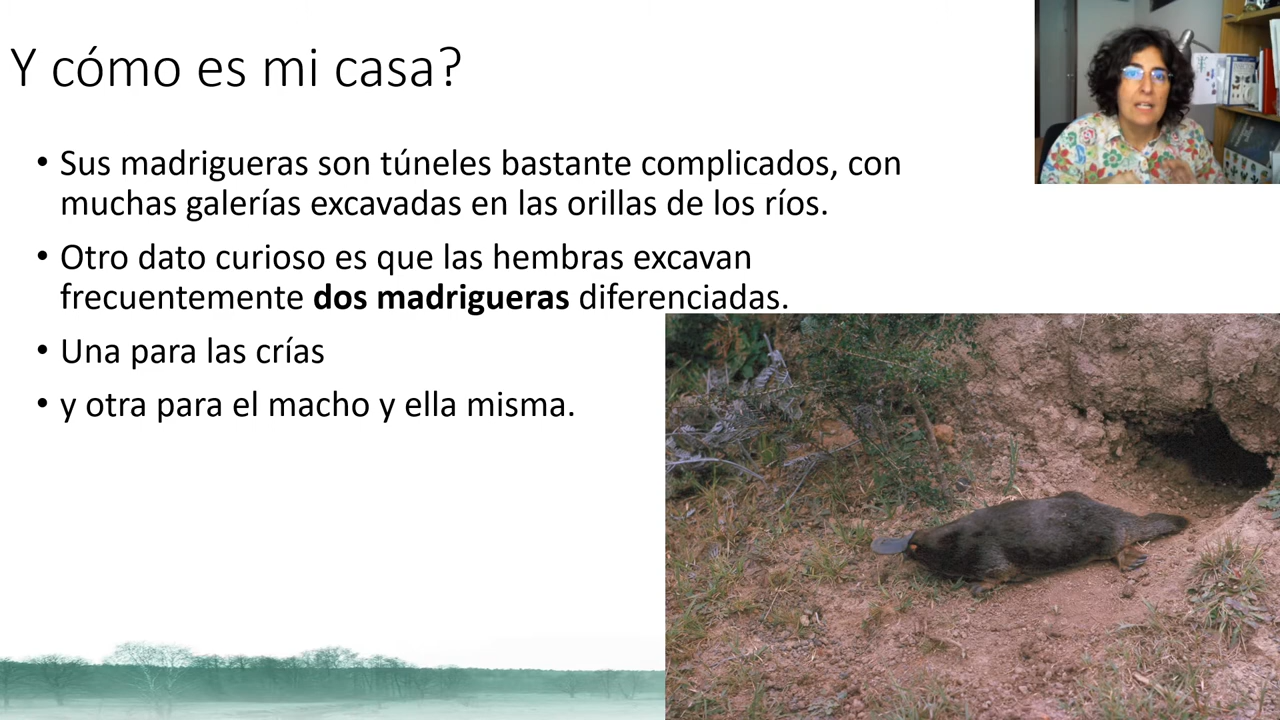 Y cómo es mi casa?
• Sus madrigueras son túneles bastante complicados, con
muchas galerías excavadas en las orillas de los ríos.
• Otro dato curioso es que las hembras excavan
frecuentemente dos madrigueras diferenciadas.
• Una para las crías
• y otra para el macho y ella misma.